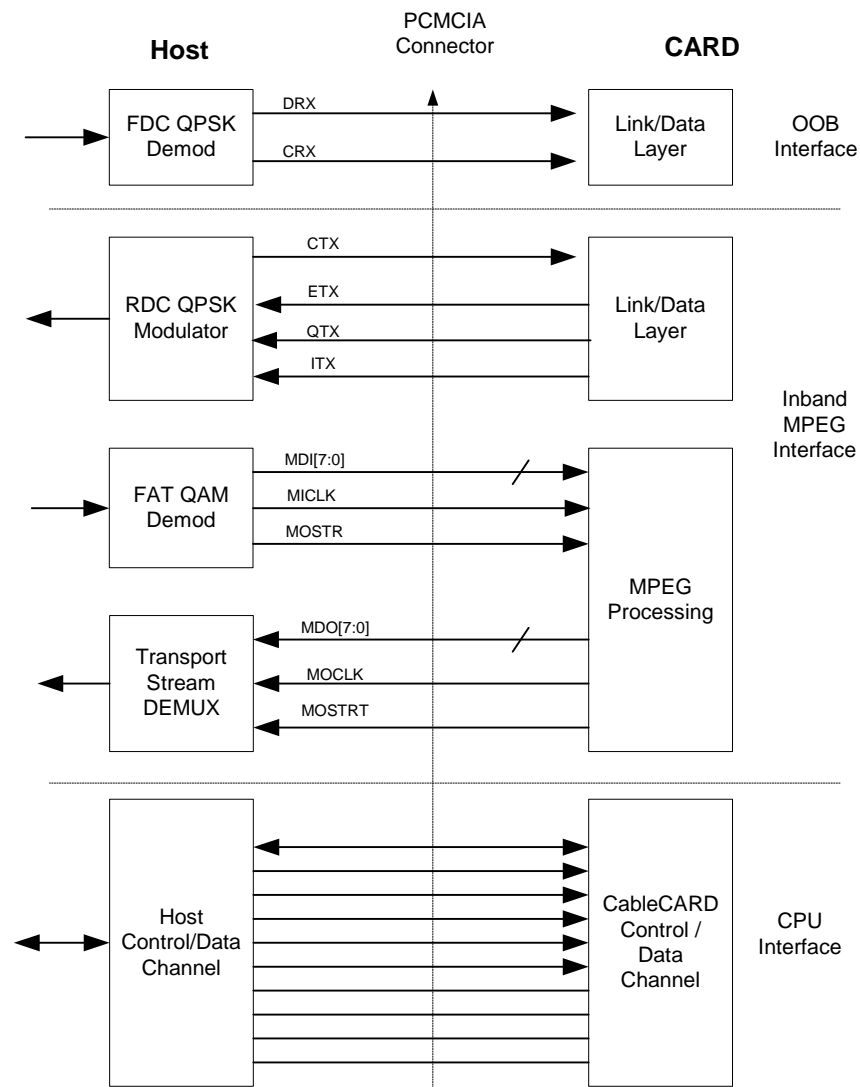 PCMCIA
Connector
Host
CARD
FDC QPSK
Demod
DRX
CRX
Link/Data
Layer
OOB
Interface
RDC QPSK
Modulator
CTX
ETX
QTX
ITX
Link/Data
Layer
Inband
MPEG
Interface
FAT QAM
Demod
MDI[7:0]
MICLK
MOSTR
MPEG
Processing
Transport
Stream
DEMUX
MDO[7:0]
MOCLK
MOSTRT
Host
Control/Data
Channel
CableCARD
Control /
Data
Channel
CPU
Interface